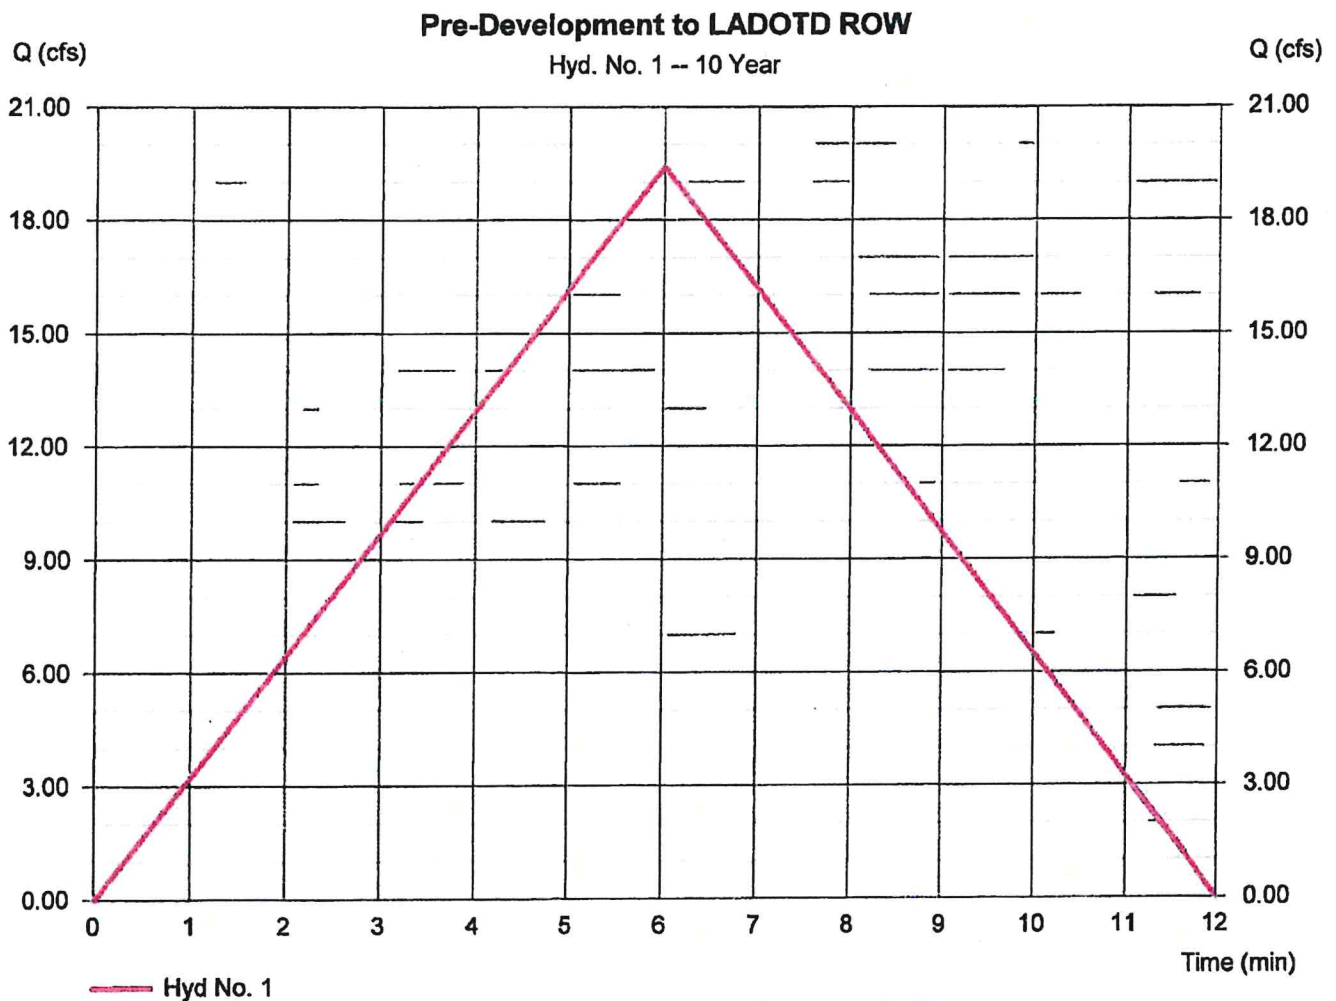 Pre-Development to LADOTD ROW
Q (cfs)
Hyd. No. 1 -- 10 Year
Q (cfs)
21.00
21.00
18.00
18.00
15.00
15.00
12.00
12.00
9.00
9.00
6.00
6.00
3.00
3.00
0.00
0.00
0 1 2 3 4 5 6 7 8 9 10 11 12
Time (min)
Hyd No. 1